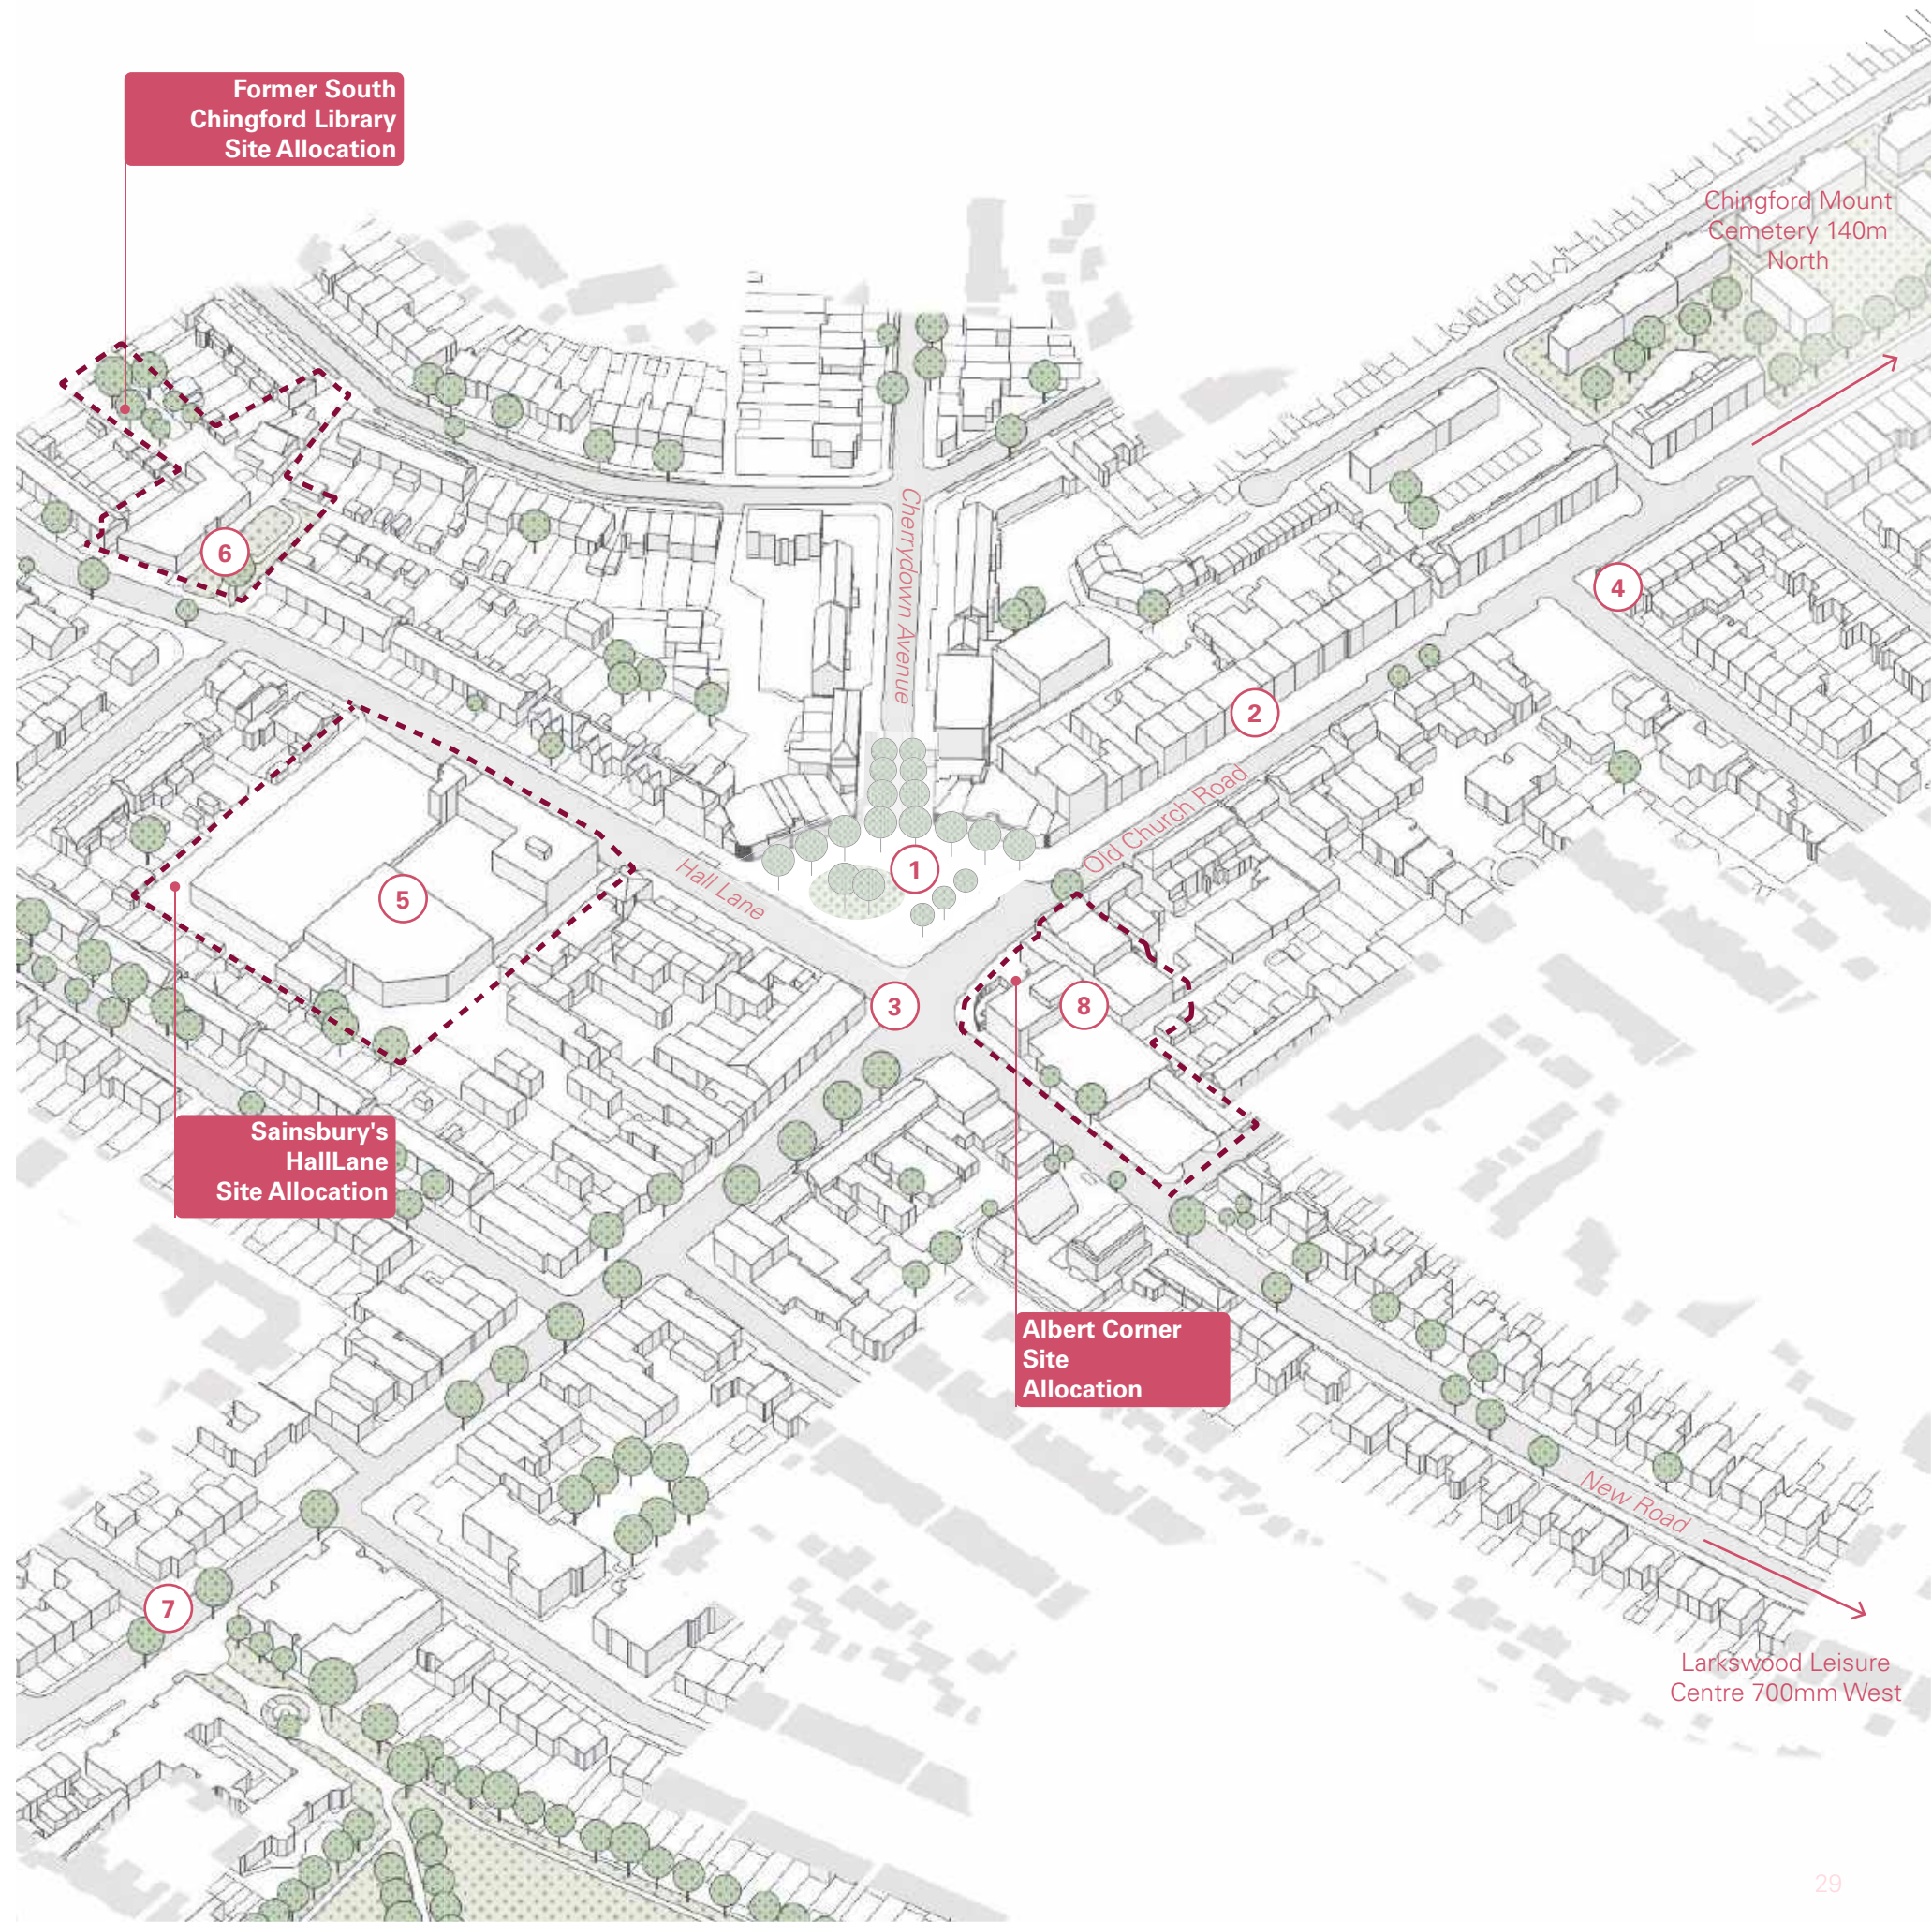 Former South
Chingford Library
Site Allocation
Chingford Mount
Cemetery 140m
North
Cherrydown Avenue
6
4
2
Old Church Road
1
Hall Lane
5
3
8
Sainsbury's
HallLane
Site Allocation
Albert Corner
Site
Allocation
New Road
7
Larkswood Leisure
Centre 700mm West
29